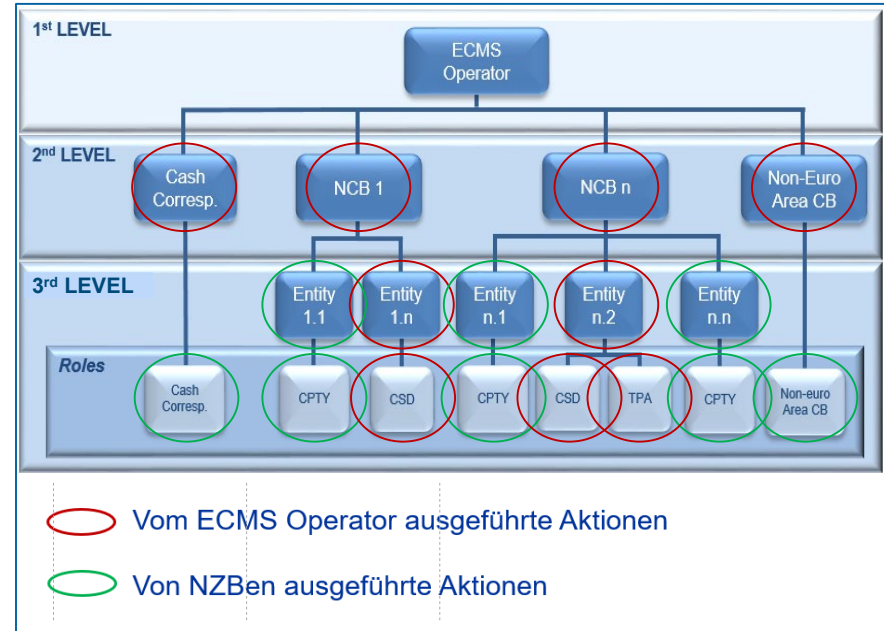 1st LEVEL
ECMS
Operator
2nd LEVEL
Cash
Corresp.
NCB 1
NCB n
Non-Euro
Area CB
3rd LEVEL
Entity
1.1
Entity
1.n
Entity
n.1
Entity
n.2
Entity
n.n
Roles
Cash
Corresp.
CPTY
CSD
CPTY
CSD
TPA
CPTY
Non-euro
Area CB
Vom ECMS Operator ausgeführte Aktionen
Von NZBen ausgeführte Aktionen